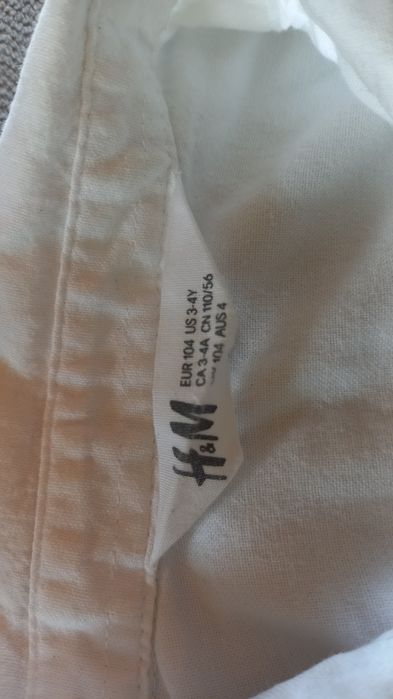 H&M
EUR 104 US 3-4Y
CA 3-4A CN 110/56
104 AUS 4